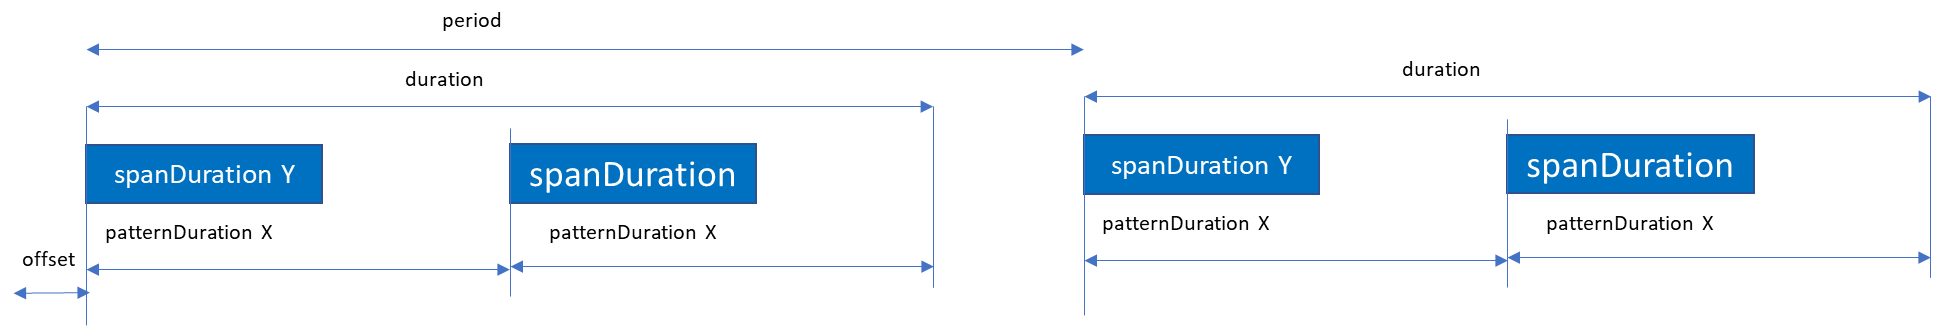 period
duration
duration
spanDuration Y
spanDuration
spanDuration Y
spanDuration
patternDuration X
patternDuration X
patternDuration X
patternDuration X
offset